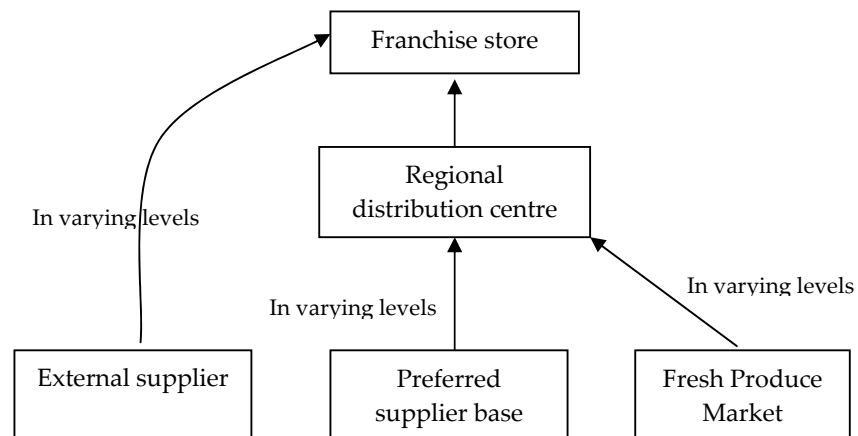 Franchise store
Regional
distribution centre
In varying levels
In varying levels
In varying levels
External supplier
Preferred
supplier base
Fresh Produce
Market